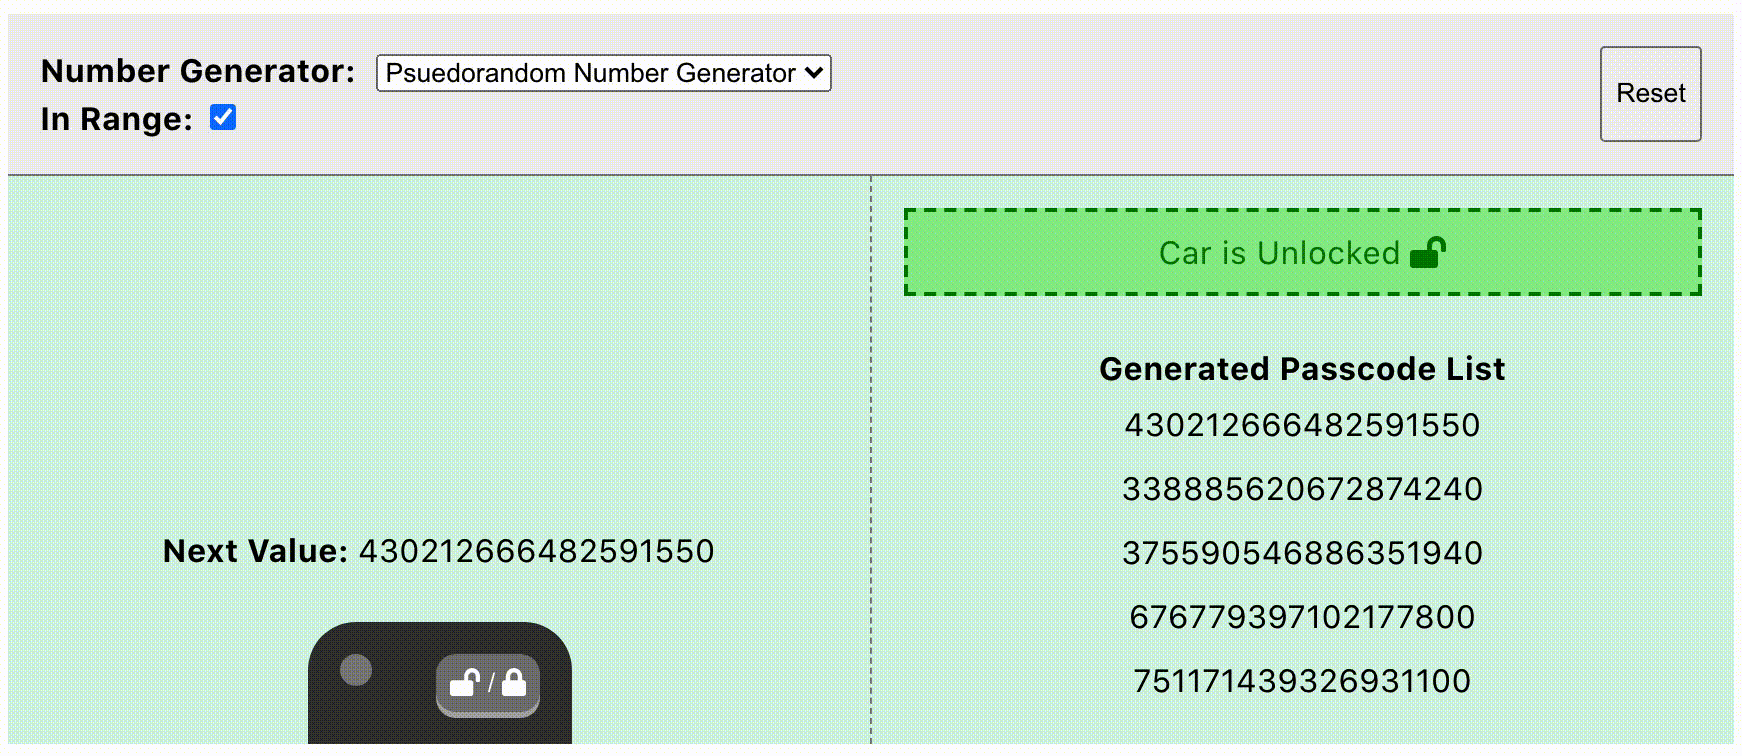 Number Generator: Psuedorandom Number Generator
In Range:
Reset
Car is Unlocked
Generated Passcode List
430212666482591550
338885620672874240
375590546886351940
676779397102177800
751171439326931100
Next Value: 430212666482591550
/